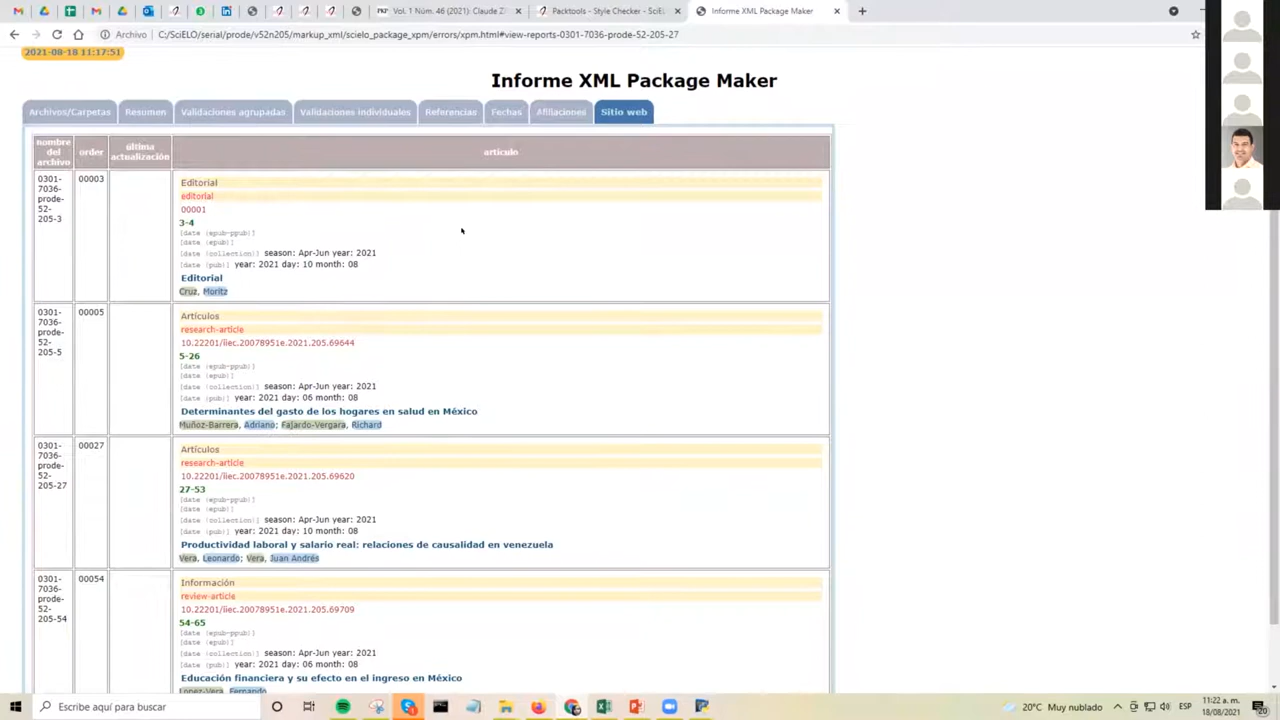 Vol. 1 Núm. 46 (2021): Claude Z
Packtools - Style Checker - SciEL
Informe XML Package Maker
Archivo
C:/SciELO/serial/prode/v52n205/markup_xml/scielo_package_xpm/errors/xpm.html#view-reports-0301-7036-prode-52-205-27
2021-08-18 11:17:51
Informe XML Package Maker
Archivos/Carpetas
Resumen
Validaciones agrupadas
Validaciones individuales
Referencias
Fechas
Afiliaciones
Sitio web
nombre
del
archivo
order
última
actualización
artículo
0301-
7036-
prode-
52-
205-3
00003
Editorial
editorial
00001
3-4
[date (epub-ppub)]
[date (epub)]
[date (collection)] season: Apr-Jun year: 2021
[date (pub)] year: 2021 day: 10 month: 08
Editorial
Cruz, Moritz
0301-
7036-
prode-
52-
205-5
00005
Artículos
research-article
10.22201/iiec.20078951e.2021.205.69644
5-26
[date (epub-ppub)]
[date (epub)]
[date (collection)] season: Apr-Jun year: 2021
[date (pub)] year: 2021 day: 06 month: 08
Determinantes del gasto de los hogares en salud en México
Muñoz-Barrera, Adriano; Fajardo-Vergara, Richard
0301-
7036-
prode-
52-
205-27
00027
Artículos
research-article
10.22201/iiec.20078951e.2021.205.69620
27-53
[date (epub-ppub)]
[date (epub)]
[date (collection)] season: Apr-Jun year: 2021
[date (pub)] year: 2021 day: 10 month: 08
Productividad laboral y salario real: relaciones de causalidad en venezuela
Vera, Leonardo; Vera, Juan Andrés
0301-
7036-
prode-
52-
205-54
00054
Información
review-article
10.22201/iiec.20078951e.2021.205.69709
54-65
[date (epub-ppub)]
[date (epub)]
[date (collection)] season: Apr-Jun year: 2021
[date (pub)] year: 2021 day: 06 month: 08
Educación financiera y su efecto en el ingreso en México
Lopez-Vera, Fernando
Escribe aquí para buscar
20°C Muy nublado
ESP
11:22 a. m.
18/08/2021
20